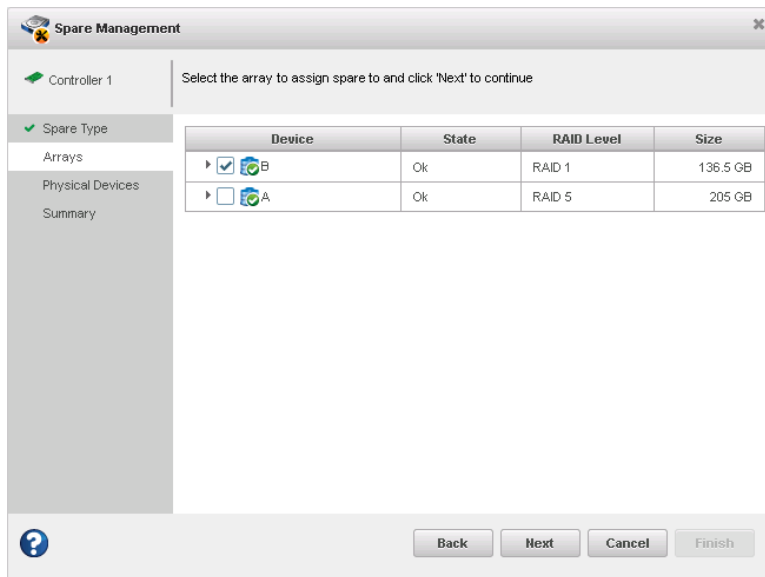 Spare Management
Controller 1
Select the array to assign spare to and click 'Next' to continue
Spare Type
Arrays
Physical Devices
Summary
Device State RAID Level Size
B Ok RAID 1 136.5 GB
A Ok RAID 5 205 GB
? Back Next Cancel Finish